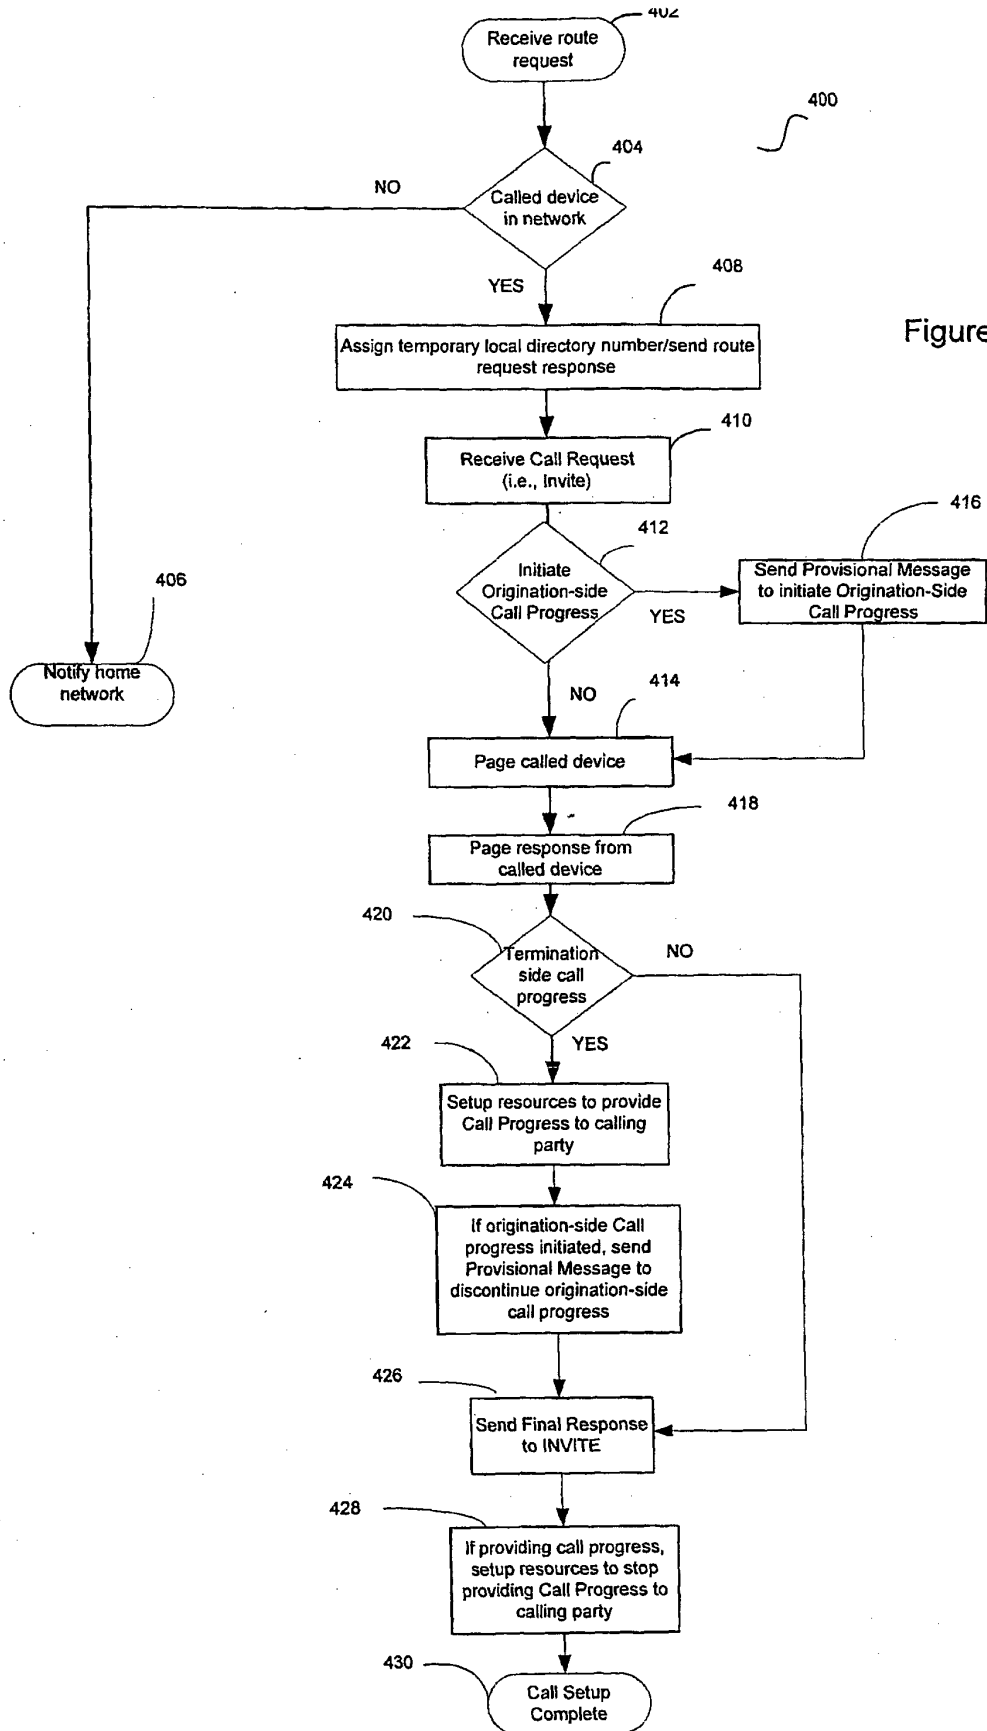 402
Receive route
request
400
404
NO
Called device
in network
YES
408
Figure
Assign temporary local directory number/send route
request response
410
Receive Call Request
(i.e., Invite)
412
416
Initiate
Origination-side
Call Progress
YES
Send Provisional Message
to initiate Origination-Side
Call Progress
406
Notify home
network
NO
414
Page called device
418
Page response from
called device
420
Termination
side call
progress
NO
YES
422
Setup resources to provide
Call Progress to calling
party
424
If origination-side Call
progress initiated, send
Provisional Message to
discontinue origination-side
call progress
426
Send Final Response
to INVITE
428
If providing call progress,
setup resources to stop
providing Call Progress to
calling party
430
Call Setup
Complete